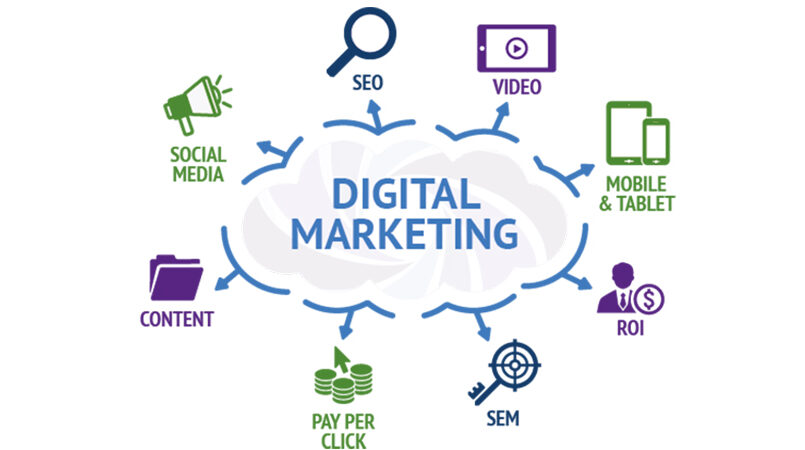 SEO
VIDEO
SOCIAL
MEDIA
MOBILE
& TABLET
DIGITAL
MARKETING
CONTENT
$
ROI
PAY PER
CLICK
SEM